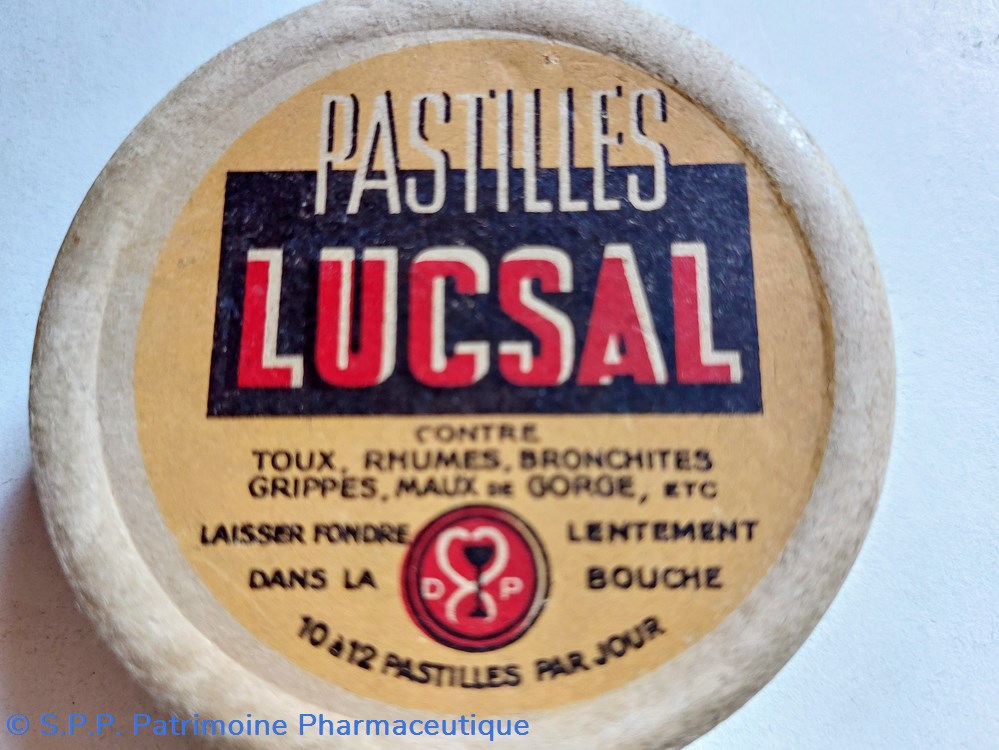 PASTILLES
LUCSAL
CONTRE
TOUX, RHUMES, BRONCHITES
GRIPPES, MAUX DE GORGE, ETC
LAISSER FONDRE LENTEMENT
DANS LA BOUCHE
D P
10 à 12 PASTILLES PAR JOUR
© S.P.P. Patrimoine Pharmaceutique